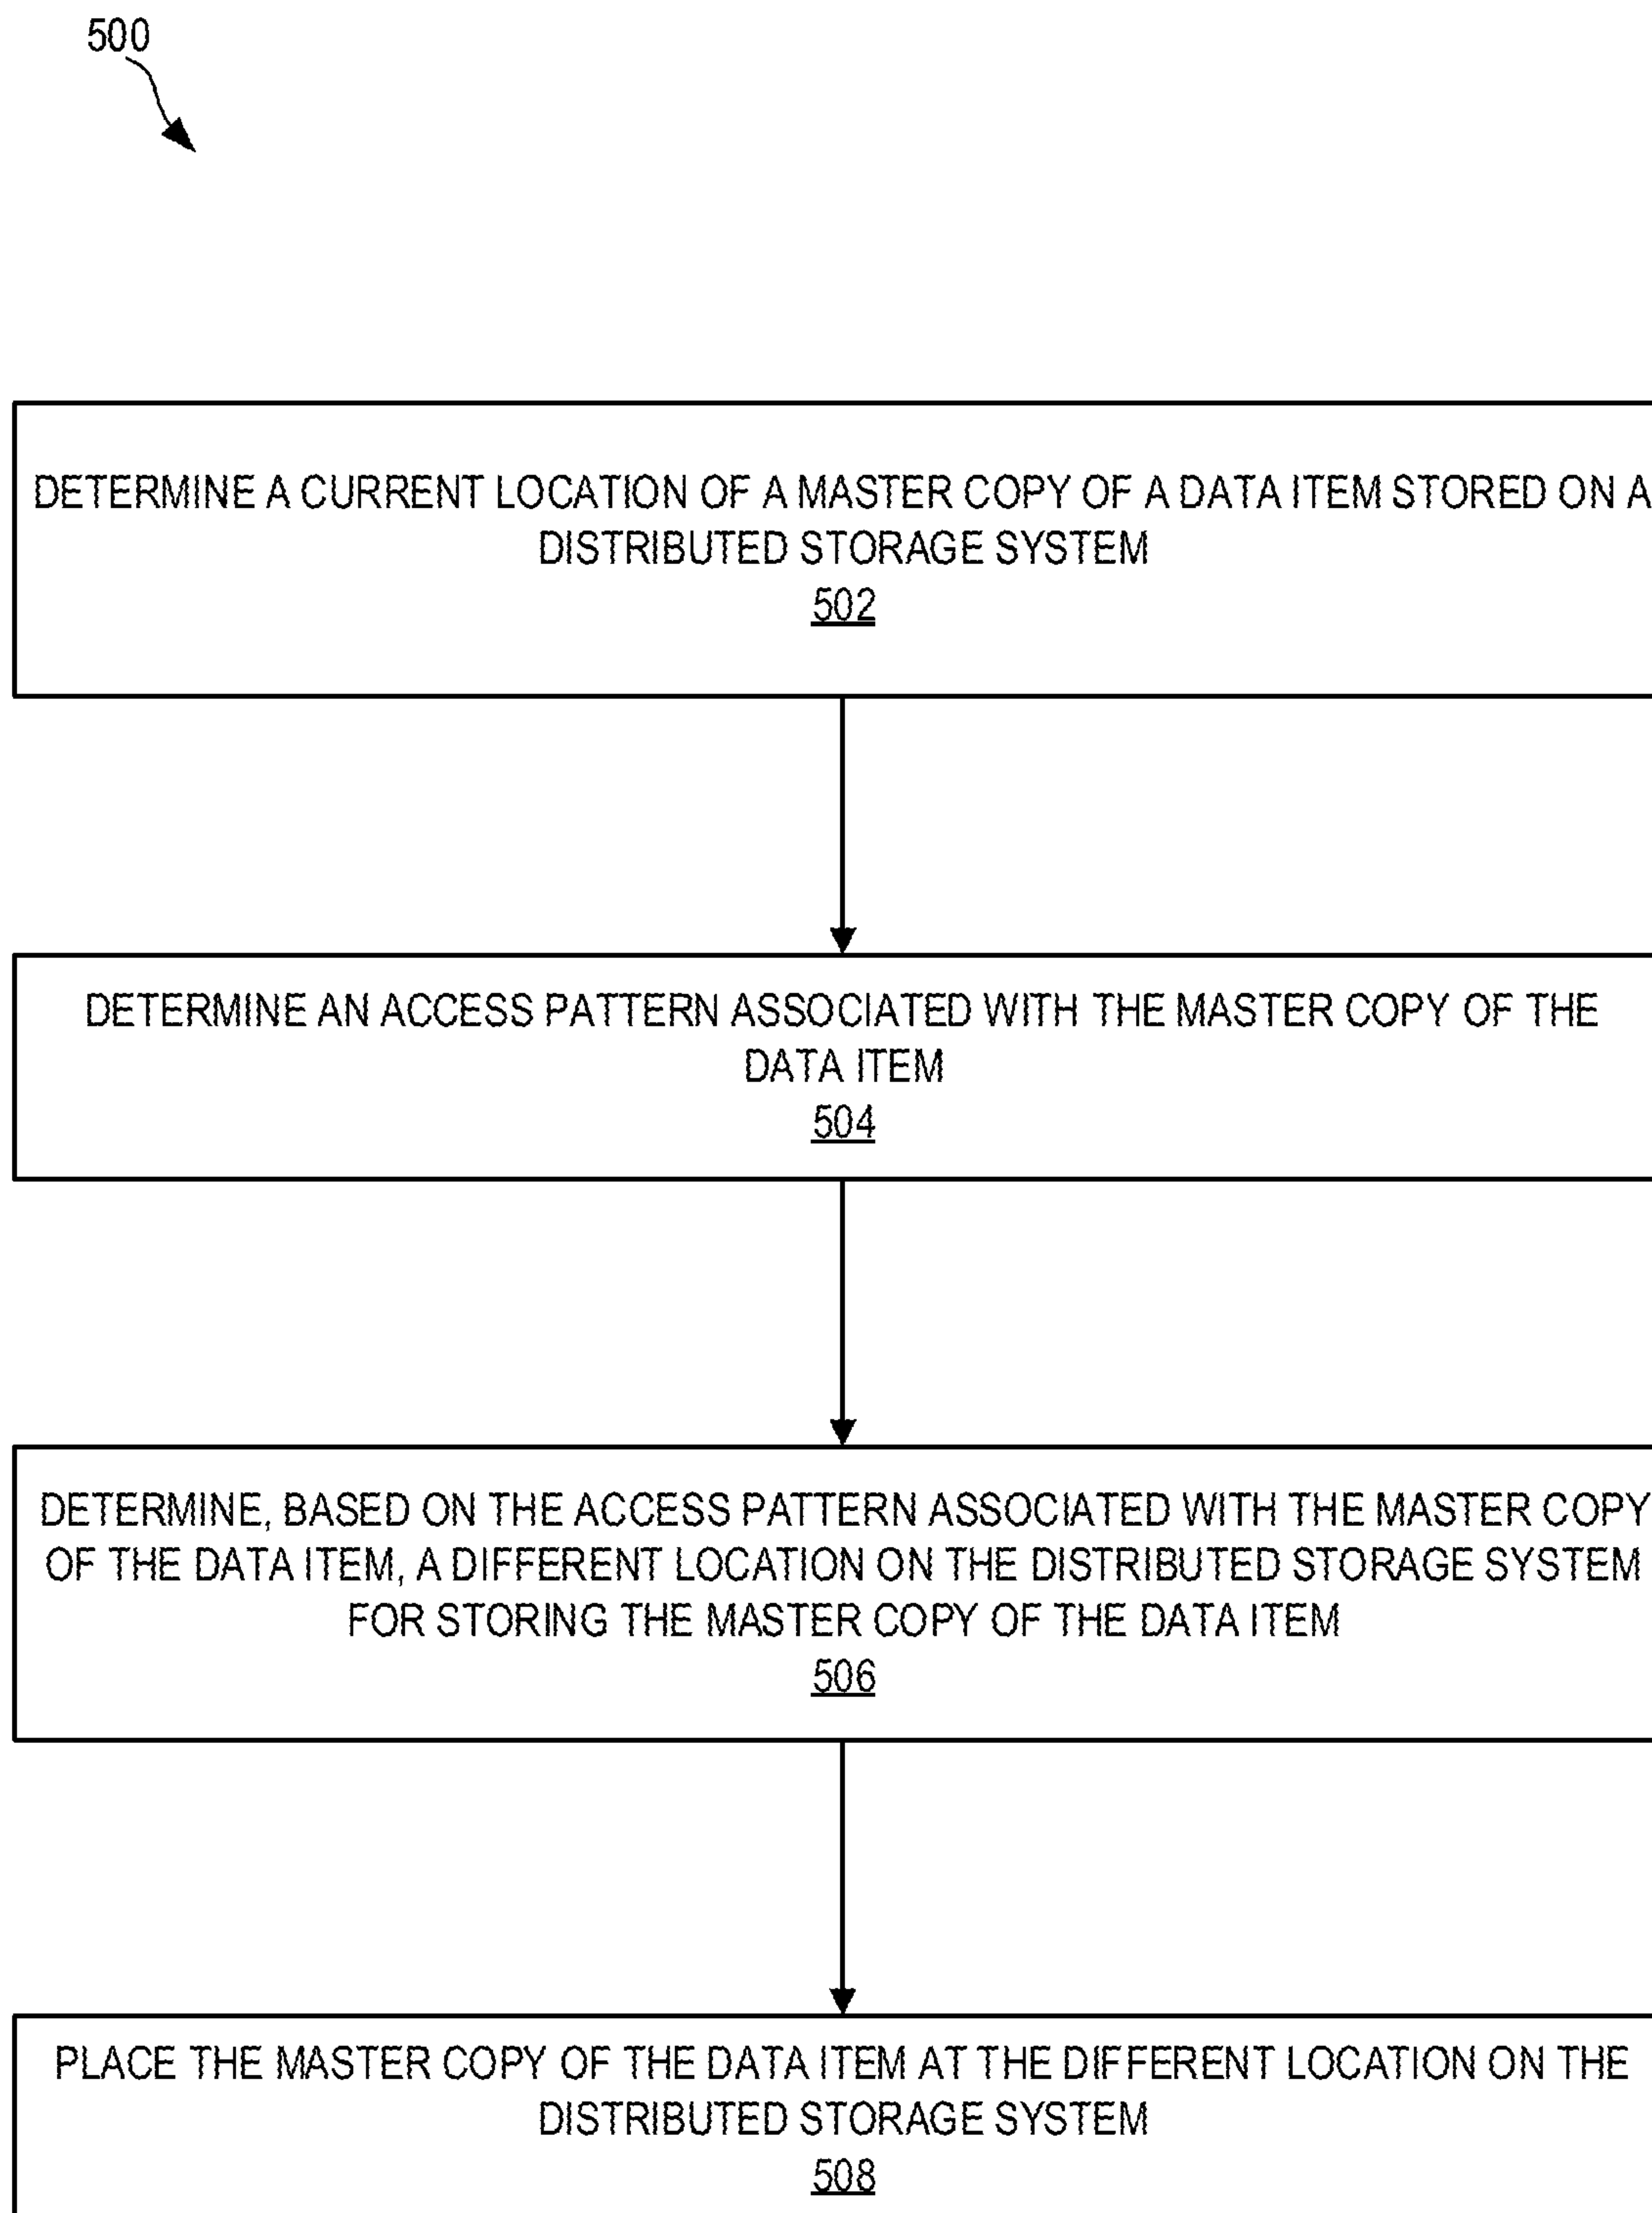 500
DETERMINE A CURRENT LOCATION OF A MASTER COPY OF A DATA ITEM STORED ON A
DISTRIBUTED STORAGE SYSTEM
502
DETERMINE AN ACCESS PATTERN ASSOCIATED WITH THE MASTER COPY OF THE
DATA ITEM
504
DETERMINE, BASED ON THE ACCESS PATTERN ASSOCIATED WITH THE MASTER COPY
OF THE DATA ITEM, A DIFFERENT LOCATION ON THE DISTRIBUTED STORAGE SYSTEM
FOR STORING THE MASTER COPY OF THE DATA ITEM
506
PLACE THE MASTER COPY OF THE DATA ITEM AT THE DIFFERENT LOCATION ON THE
DISTRIBUTED STORAGE SYSTEM
508